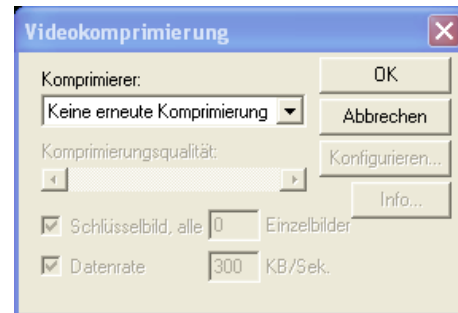 Videokomprimierung
Komprimierer:
Keine erneute Komprimierung
OK
Abbrechen
Komprimierungsqualität:
Konfigurieren...
Info...
Schlüsselbild, alle 0 Einzelbilder
Datenrate 300 KB/Sek.